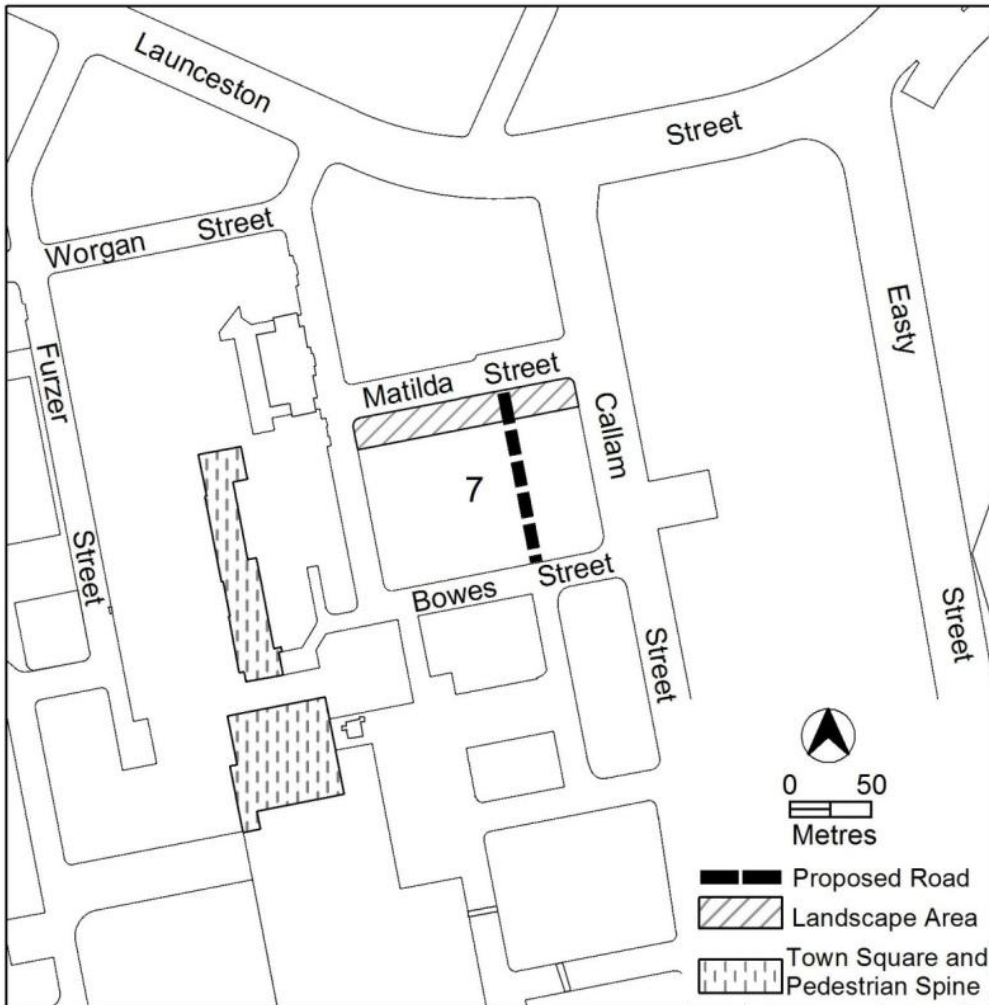 Launceston
Street
Worgan Street
Furzer
Street
Easty
Street
Matilda Street
Callam
Street
7
Bowes Street
0 50
Metres
Proposed Road
Landscape Area
Town Square and
Pedestrian Spine